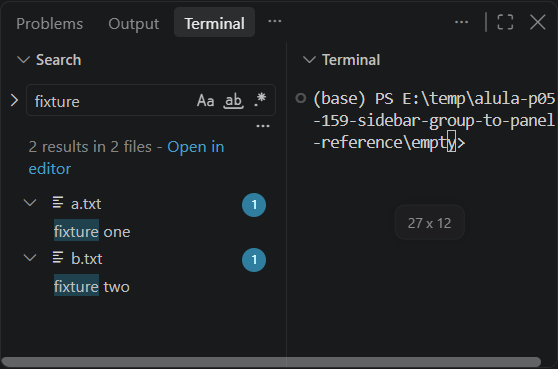 Problems Output Terminal ...
Search
fixture Aa ab .*
...
2 results in 2 files - Open in
editor
a.txt 1
fixture one
b.txt 1
fixture two
Terminal
(base) PS E:\temp\alula-p05
-159-sidebar-group-to-panel
-reference\empty>
27 x 12